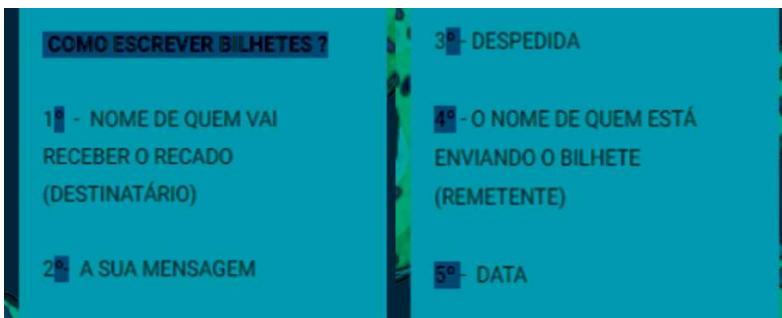 COMO ESCREVER BILHETES ?
1º - NOME DE QUEM VAI
RECEBER O RECADO
(DESTINATÁRIO)
2º- A SUA MENSAGEM
3º- DESPEDIDA
4º - O NOME DE QUEM ESTÁ
ENVIANDO O BILHETE
(REMETENTE)
5º- DATA